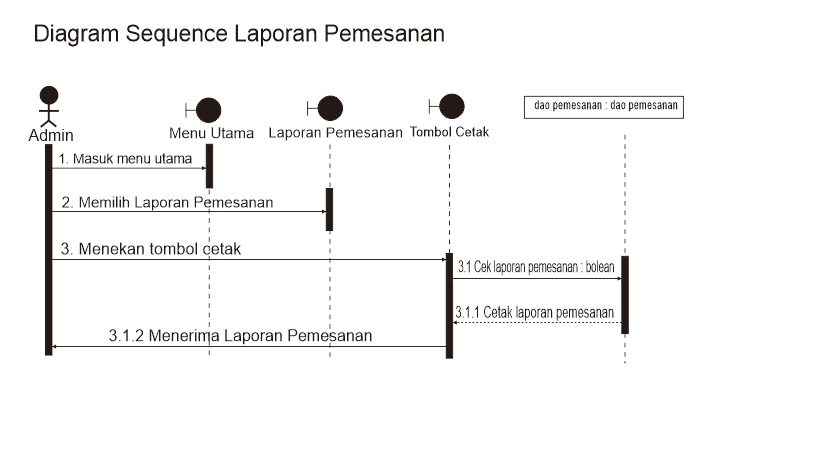 Diagram Sequence Laporan Pemesanan
dao pemesanan : dao pemesanan
Admin
Menu Utama
Laporan Pemesanan
Tombol Cetak
1. Masuk menu utama
2. Memilih Laporan Pemesanan
3. Menekan tombol cetak
3.1 Cek laporan pemesanan : bolean
3.1.1 Cetak laporan pemesanan
3.1.2 Menerima Laporan Pemesanan